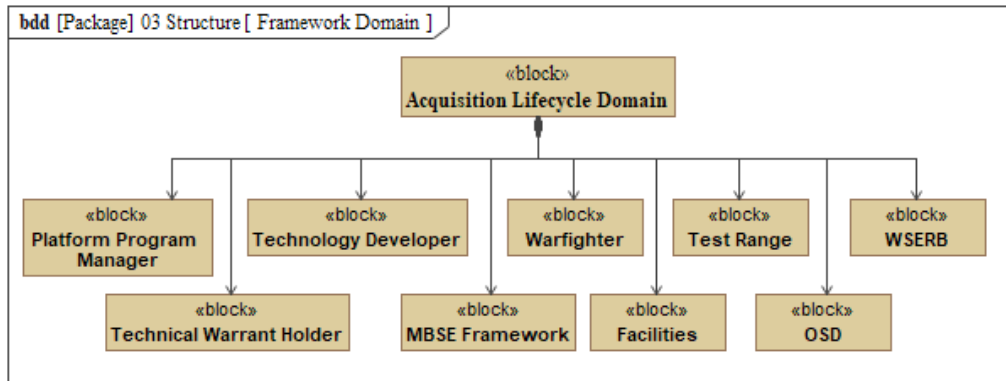 bdd [Package] 03 Structure [ Framework Domain ]
«block»
Acquisition Lifecycle Domain
«block»
Platform Program
Manager
«block»
Technology Developer
«block»
Warfighter
«block»
Test Range
«block»
WSERB
«block»
Technical Warrant Holder
«block»
MBSE Framework
«block»
Facilities
«block»
OSD